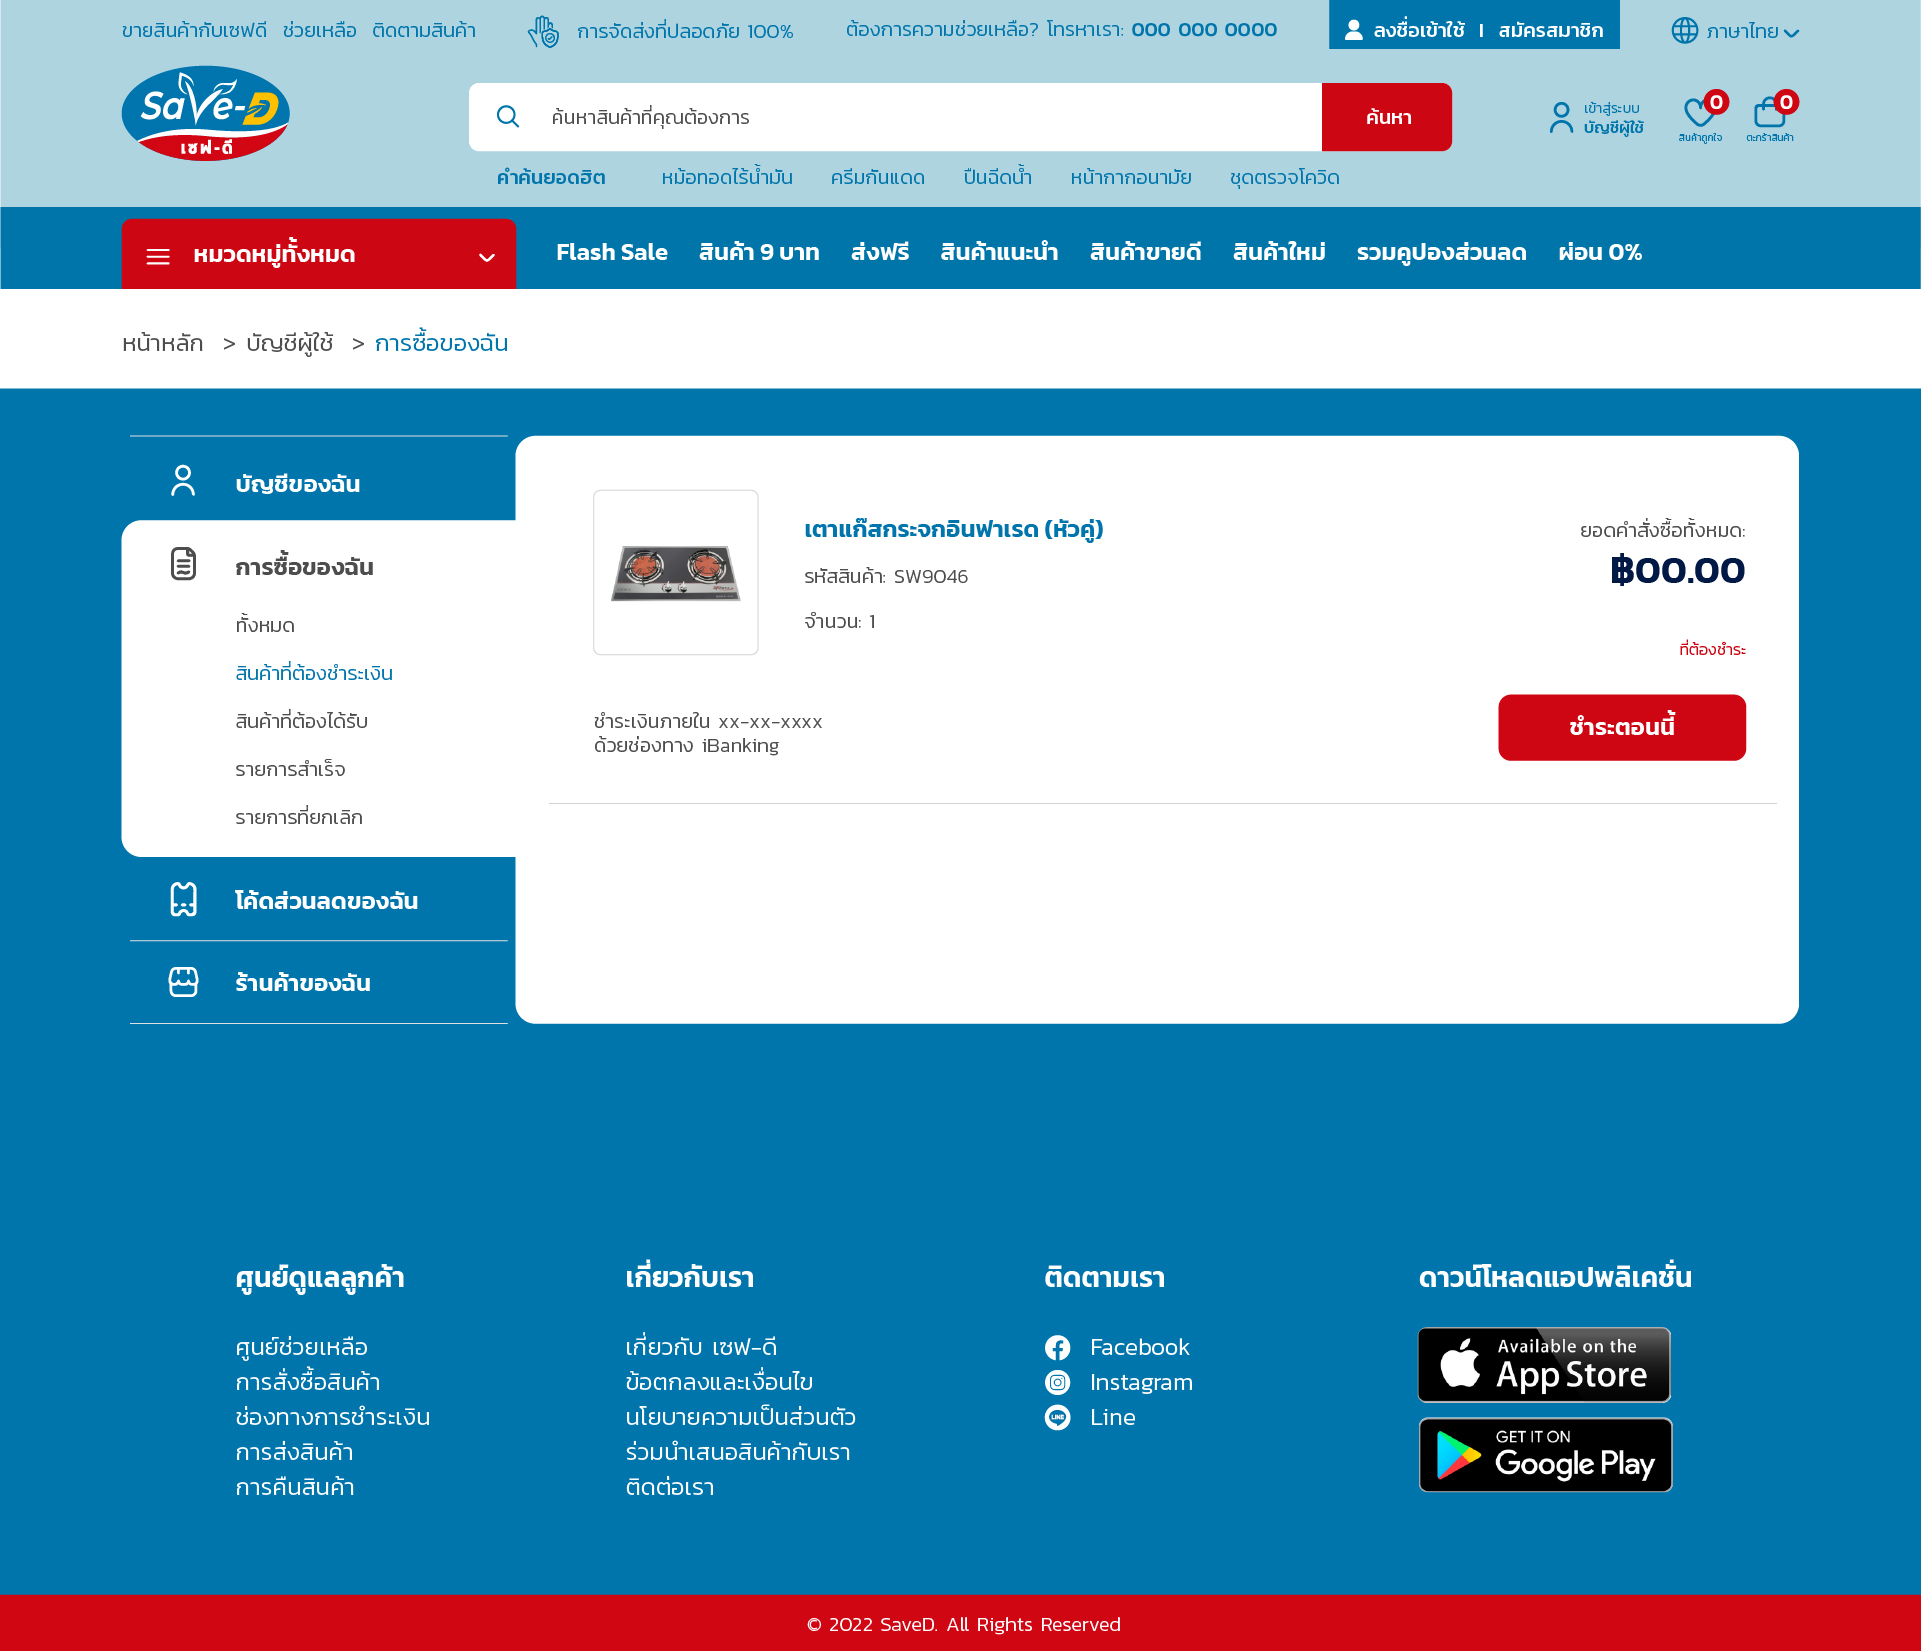 ขายสินค้ากับเซฟดี ช่วยเหลือ ติดตามสินค้า การจัดส่งที่ปลอดภัย 100% ต้องการความช่วยเหลือ? โทรหาเรา: 000 000 0000 ลงชื่อเข้าใช้ | สมัครสมาชิก ภาษาไทย
SaVe-D
เซฟ-ดี
ค้นหาสินค้าที่คุณต้องการ ค้นหา
เข้าสู่ระบบ
บัญชีผู้ใช้
0 0
สินค้าถูกใจ ตะกร้าสินค้า
คำค้นยอดฮิต หม้อทอดไร้น้ำมัน ครีมกันแดด ปืนฉีดน้ำ หน้ากากอนามัย ชุดตรวจโควิด
หมวดหมู่ทั้งหมด Flash Sale สินค้า 9 บาท ส่งฟรี สินค้าแนะนำ สินค้าขายดี สินค้าใหม่ รวมคูปองส่วนลด ผ่อน 0%
หน้าหลัก > บัญชีผู้ใช้ > การซื้อของฉัน
บัญชีของฉัน
การซื้อของฉัน
ทั้งหมด
สินค้าที่ต้องชำระเงิน
สินค้าที่ต้องได้รับ
รายการสำเร็จ
รายการที่ยกเลิก
โค้ดส่วนลดของฉัน
ร้านค้าของฉัน
เตาแก๊สกระจกอินฟาเรด (หัวคู่)
รหัสสินค้า: SW9046
จำนวน: 1
ยอดคำสั่งซื้อทั้งหมด:
฿00.00
ที่ต้องชำระ
ชำระเงินภายใน xx-xx-xxxx
ด้วยช่องทาง iBanking
ชำระตอนนี้
ศูนย์ดูแลลูกค้า
ศูนย์ช่วยเหลือ
การสั่งซื้อสินค้า
ช่องทางการชำระเงิน
การส่งสินค้า
การคืนสินค้า
เกี่ยวกับเรา
เกี่ยวกับ เซฟ-ดี
ข้อตกลงและเงื่อนไข
นโยบายความเป็นส่วนตัว
ร่วมนำเสนอสินค้ากับเรา
ติดต่อเรา
ติดตามเรา
Facebook
Instagram
LINE Line
ดาวน์โหลดแอปพลิเคชั่น
Available on the
App Store
GET IT ON
Google Play
© 2022 SaveD. All Rights Reserved